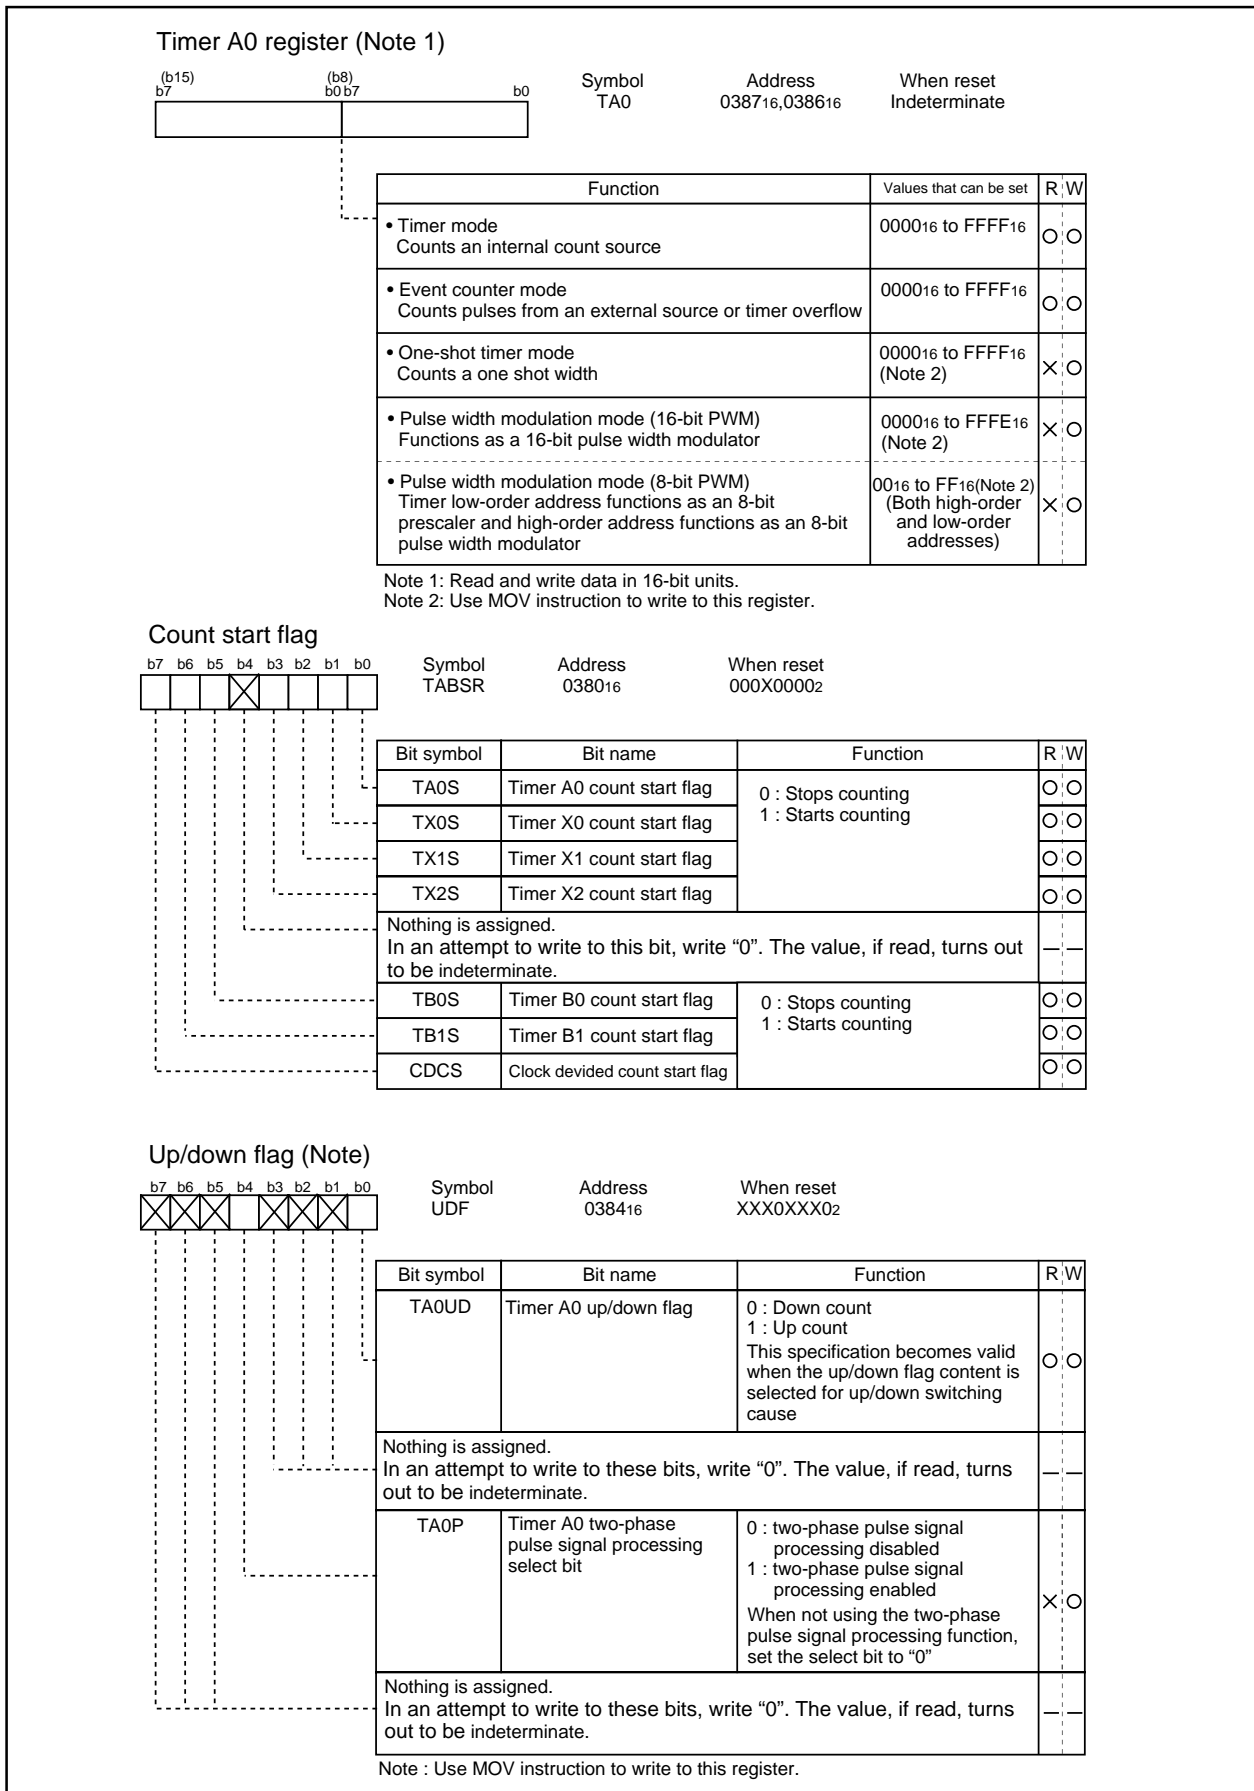 Timer A0 register (Note 1)
(b15) (b8)
b7 b0 b7 b0
Symbol Address When reset
TA0 038716,038616 Indeterminate
Function Values that can be set R W
• Timer mode
Counts an internal count source
000016 to FFFF16
• Event counter mode
Counts pulses from an external source or timer overflow
000016 to FFFF16
• One-shot timer mode
Counts a one shot width
000016 to FFFF16
(Note 2)
• Pulse width modulation mode (16-bit PWM)
Functions as a 16-bit pulse width modulator
000016 to FFFE16
(Note 2)
• Pulse width modulation mode (8-bit PWM)
Timer low-order address functions as an 8-bit
prescaler and high-order address functions as an 8-bit
pulse width modulator
0016 to FF16(Note 2)
(Both high-order
and low-order
addresses)
Note 1: Read and write data in 16-bit units.
Note 2: Use MOV instruction to write to this register.
Count start flag
b7 b6 b5 b4 b3 b2 b1 b0
Symbol Address When reset
TABSR 038016 000X00002
Bit symbol Bit name Function R W
TA0S Timer A0 count start flag
0 : Stops counting
1 : Starts counting
TX0S Timer X0 count start flag
TX1S Timer X1 count start flag
TX2S Timer X2 count start flag
Nothing is assigned.
In an attempt to write to this bit, write “0”. The value, if read, turns out
to be indeterminate.
TB0S Timer B0 count start flag
0 : Stops counting
1 : Starts counting
TB1S Timer B1 count start flag
CDCS Clock devided count start flag
Up/down flag (Note)
b7 b6 b5 b4 b3 b2 b1 b0
Symbol Address When reset
UDF 038416 XXX0XXX02
Bit symbol Bit name Function R W
TA0UD Timer A0 up/down flag
0 : Down count
1 : Up count
This specification becomes valid
when the up/down flag content is
selected for up/down switching
cause
Nothing is assigned.
In an attempt to write to these bits, write “0”. The value, if read, turns
out to be indeterminate.
TA0P
Timer A0 two-phase
pulse signal processing
select bit
0 : two-phase pulse signal
processing disabled
1 : two-phase pulse signal
processing enabled
When not using the two-phase
pulse signal processing function,
set the select bit to “0”
Nothing is assigned.
In an attempt to write to these bits, write “0”. The value, if read, turns
out to be indeterminate.
Note : Use MOV instruction to write to this register.